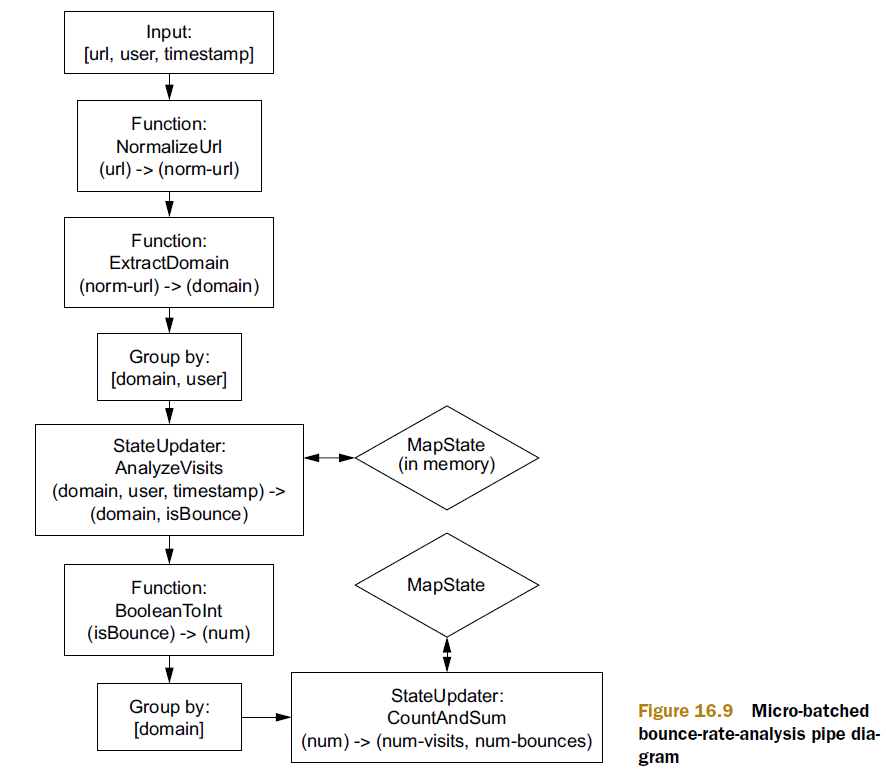 Input:
[url, user, timestamp]
Function:
NormalizeUrl
(url) -> (norm-url)
Function:
ExtractDomain
(norm-url) -> (domain)
Group by:
[domain, user]
StateUpdater:
AnalyzeVisits
(domain, user, timestamp) ->
(domain, isBounce)
MapState
(in memory)
Function:
BooleanToInt
(isBounce) -> (num)
MapState
Group by:
[domain]
StateUpdater:
CountAndSum
(num) -> (num-visits, num-bounces)
Figure 16.9 Micro-batched
bounce-rate-analysis pipe dia-
gram